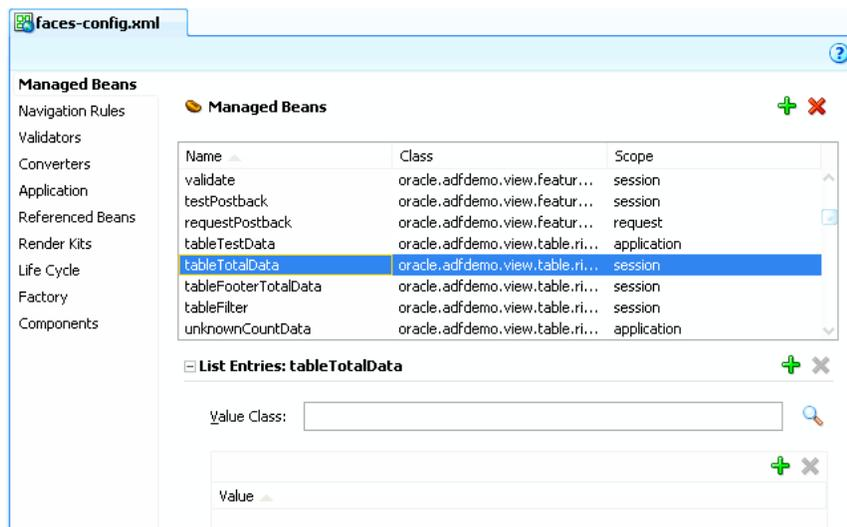 faces-config.xml
?
Managed Beans
Navigation Rules
Validators
Converters
Application
Referenced Beans
Render Kits
Life Cycle
Factory
Components
Managed Beans
Name Class Scope
validate oracle.adfdemo.view.featur... session
testPostback oracle.adfdemo.view.featur... session
requestPostback oracle.adfdemo.view.featur... request
tableTestData oracle.adfdemo.view.table.ri... application
tableTotalData oracle.adfdemo.view.table.ri... session
tableFooterTotalData oracle.adfdemo.view.table.ri... session
tableFilter oracle.adfdemo.view.table.ri... session
unknownCountData oracle.adfdemo.view.table.ri... application
List Entries: tableTotalData
Value Class:
Value